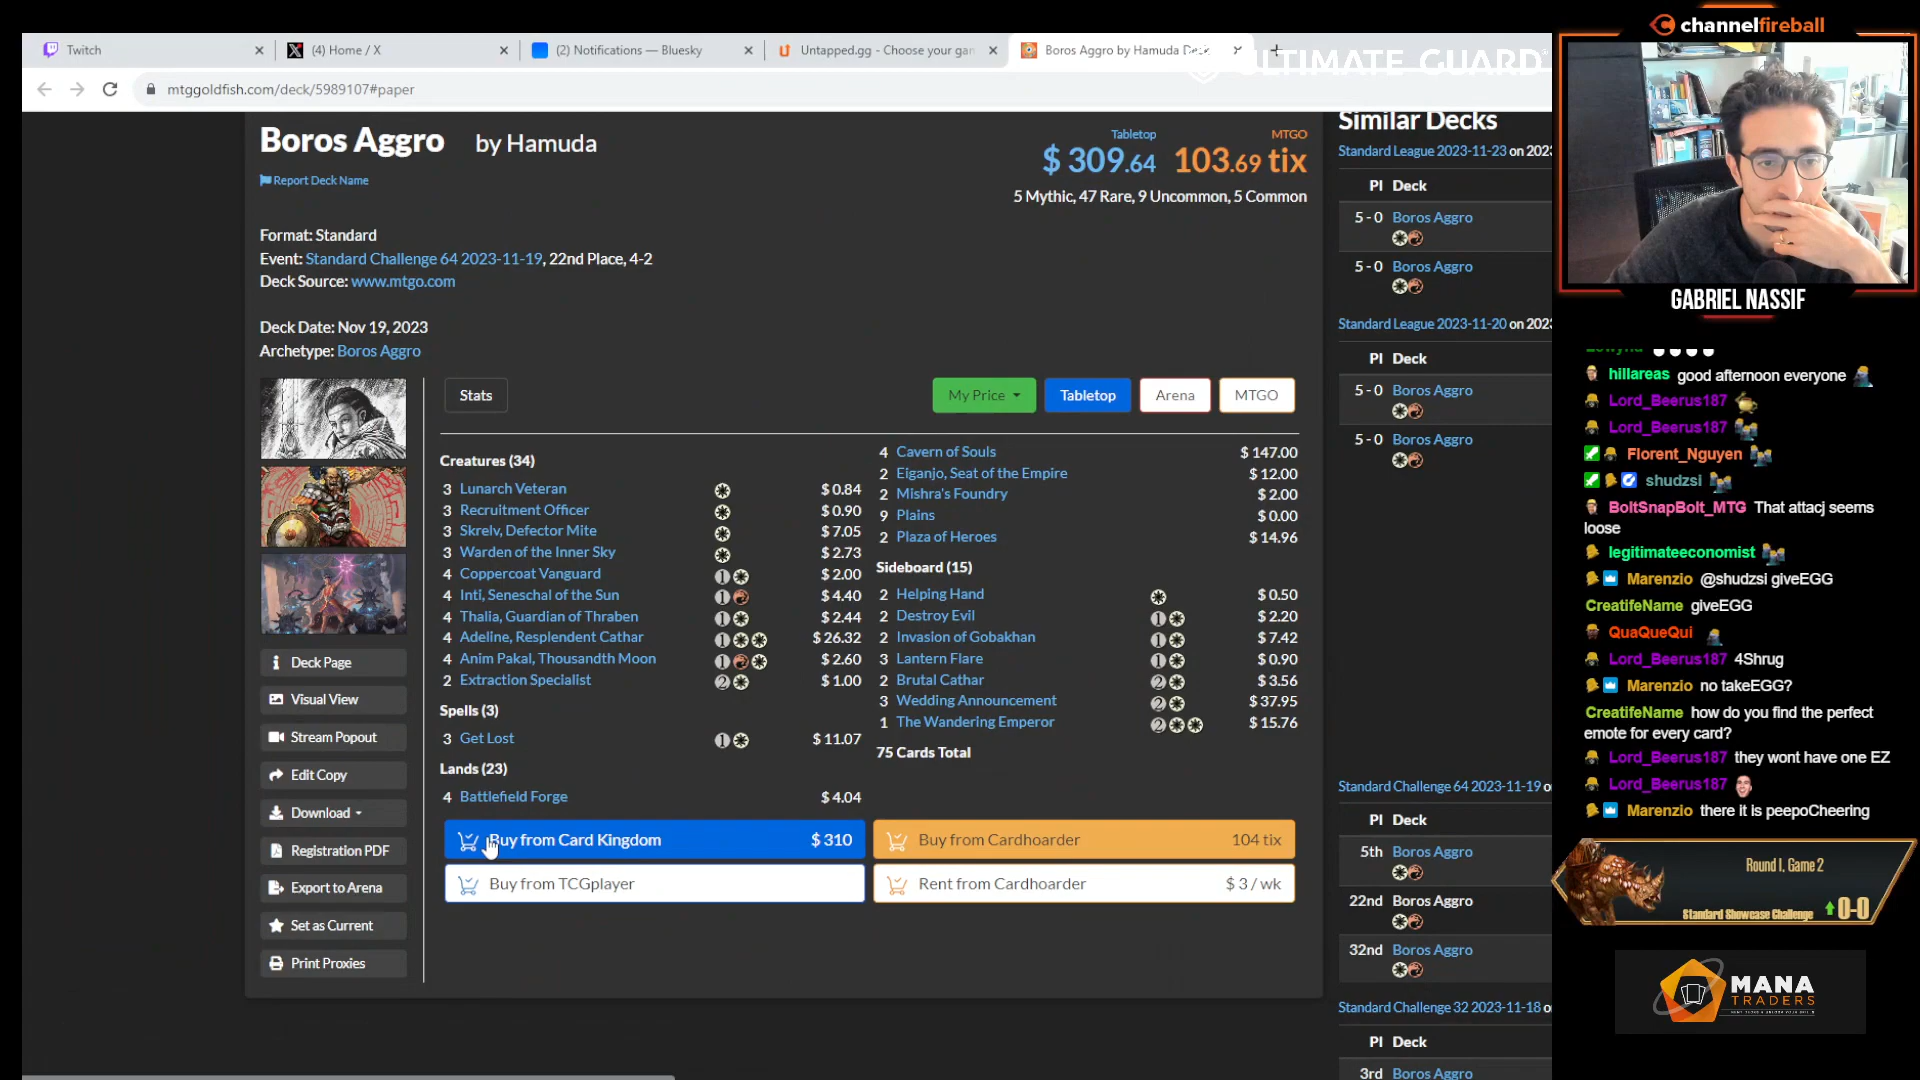 Twitch
(4) Home / X
(2) Notifications — Bluesky
Untapped.gg - Choose your gan
Boros Aggro by Hamuda De
ULTIMATE GUARD
mtggoldfish.com/deck/5989107#paper
Boros Aggro by Hamuda
Report Deck Name
Tabletop
$ 309.64
MTGO
103.69 tix
5 Mythic, 47 Rare, 9 Uncommon, 5 Common
Format: Standard
Event: Standard Challenge 64 2023-11-19, 22nd Place, 4-2
Deck Source: www.mtgo.com
Deck Date: Nov 19, 2023
Archetype: Boros Aggro
Stats
My Price
Tabletop
Arena
MTGO
Creatures (34)
3 Lunarch Veteran $ 0.84
3 Recruitment Officer $ 0.90
3 Skrelv, Defector Mite $ 7.05
3 Warden of the Inner Sky $ 2.73
4 Coppercoat Vanguard 1 $ 2.00
4 Inti, Seneschal of the Sun 1 $ 4.40
4 Thalia, Guardian of Thraben 1 $ 2.44
4 Adeline, Resplendent Cathar 1 $ 26.32
4 Anim Pakal, Thousandth Moon 1 $ 2.60
2 Extraction Specialist 2 $ 1.00
Spells (3)
3 Get Lost 1 $ 11.07
Lands (23)
4 Battlefield Forge $ 4.04
4 Cavern of Souls $ 147.00
2 Eiganjo, Seat of the Empire $ 12.00
2 Mishra's Foundry $ 2.00
9 Plains $ 0.00
2 Plaza of Heroes $ 14.96
Sideboard (15)
2 Helping Hand $ 0.50
2 Destroy Evil 1 $ 2.20
2 Invasion of Gobakhan 1 $ 7.42
3 Lantern Flare 1 $ 0.90
2 Brutal Cathar 2 $ 3.56
3 Wedding Announcement 2 $ 37.95
1 The Wandering Emperor 2 $ 15.76
75 Cards Total
Buy from Card Kingdom $ 310
Buy from Cardhoarder 104 tix
Buy from TCGplayer
Rent from Cardhoarder $ 3 / wk
Deck Page
Visual View
Stream Popout
Edit Copy
Download
Registration PDF
Export to Arena
Set as Current
Print Proxies
Similar Decks
Standard League 2023-11-23 on 202
Pl Deck
5 - 0 Boros Aggro
5 - 0 Boros Aggro
Standard League 2023-11-20 on 202
Pl Deck
5 - 0 Boros Aggro
5 - 0 Boros Aggro
Standard Challenge 64 2023-11-19 o
Pl Deck
5th Boros Aggro
22nd Boros Aggro
32nd Boros Aggro
Standard Challenge 32 2023-11-18 o
Pl Deck
3rd Boros Aggro
channelfireball
GABRIEL NASSIF
hillareas good afternoon everyone
Lord_Beerus187
Lord_Beerus187
Florent_Nguyen
shudzsi
BoltSnapBolt_MTG That attacj seems
loose
legitimateeconomist
Marenzio @shudzsi giveEGG
CreatifeName giveEGG
QuaQueQui
Lord_Beerus187 4Shrug
Marenzio no takeEGG?
CreatifeName how do you find the perfect
emote for every card?
Lord_Beerus187 they wont have one EZ
Lord_Beerus187
Marenzio there it is peepoCheering
Round 1, Game 2
Standard Showcase Challenge
0-0
MANA
TRADERS